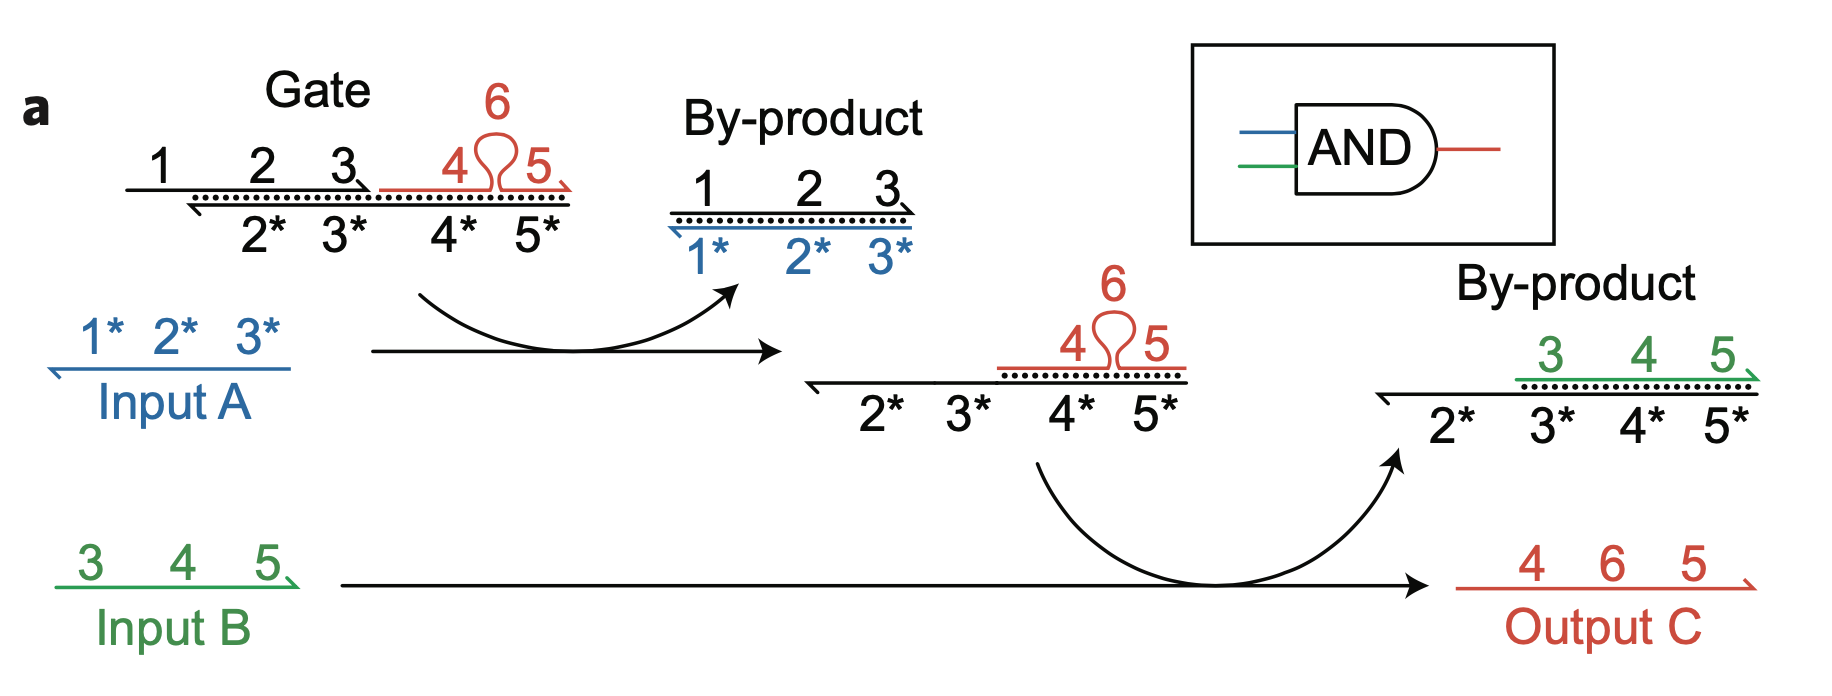 a
Gate
6
1 2 3 4 5
2* 3* 4* 5*
By-product
1 2 3
1* 2* 3*
AND
1* 2* 3*
Input A
6
4 5
2* 3* 4* 5*
By-product
3 4 5
2* 3* 4* 5*
3 4 5
Input B
4 6 5
Output C